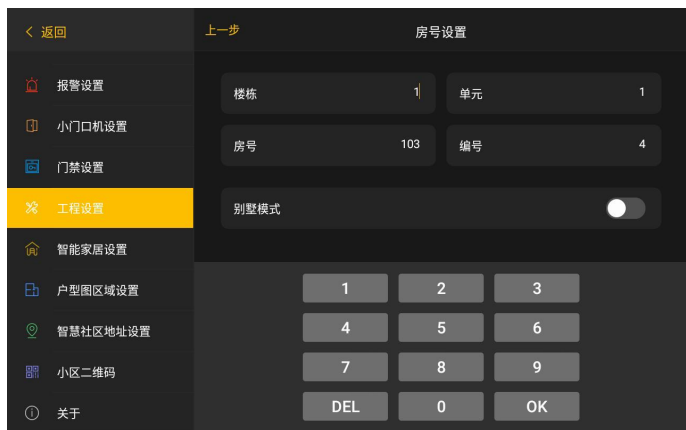 返回
上一步
房号设置
报警设置
小门口机设置
门禁设置
工程设置
智能家居设置
户型图区域设置
智慧社区地址设置
小区二维码
关于
楼栋 1
单元 1
房号 103
编号 4
别墅模式
1 2 3
4 5 6
7 8 9
DEL 0 OK